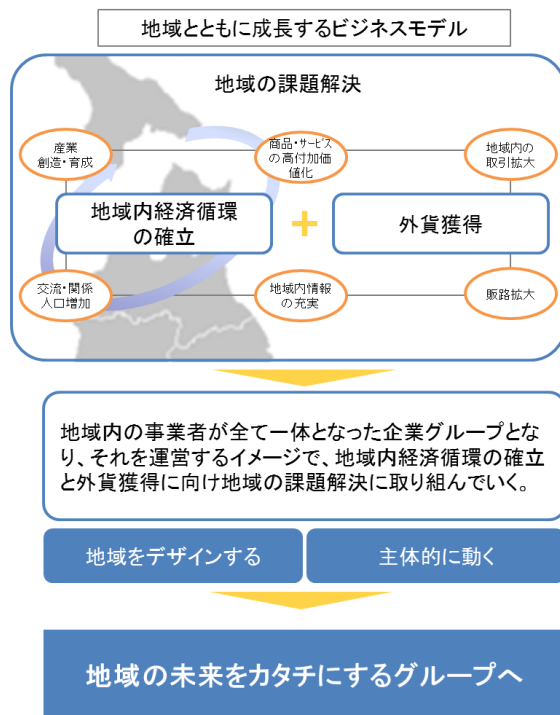 地域とともに成長するビジネスモデル
地域の課題解決
産業
創造・育成
商品・サービス
の高付加価
値化
地域内の
取引拡大
地域内経済循環
の確立
+
外貨獲得
交流・関係
人口増加
地域内情報
の充実
販路拡大
地域内の事業者が全て一体となった企業グループとな
り、それを運営するイメージで、地域内経済循環の確立
と外貨獲得に向け地域の課題解決に取り組んでいく。
地域をデザインする
主体的に動く
地域の未来をカタチにするグループへ